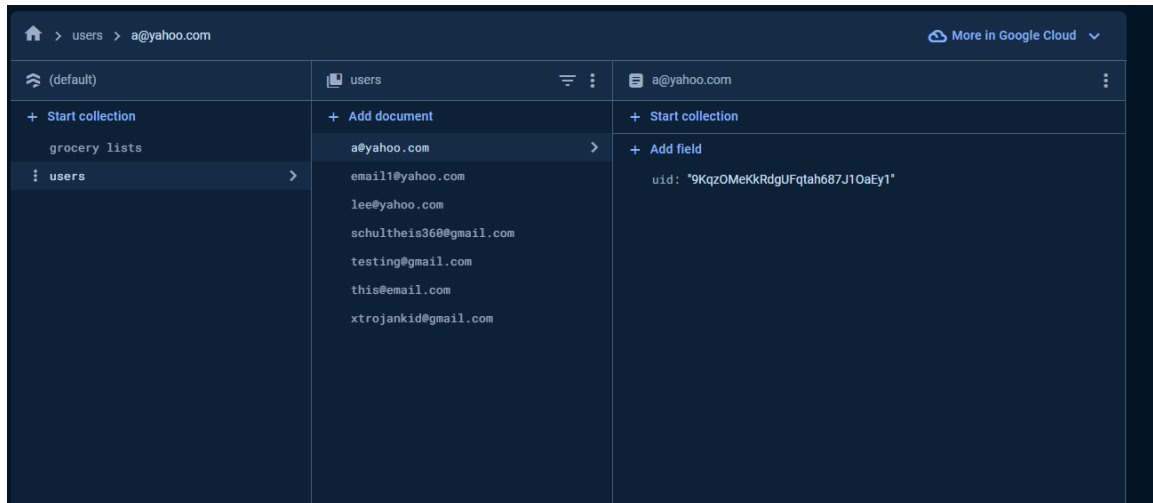 > users > a@yahoo.com
More in Google Cloud
(default)
+ Start collection
grocery lists
users
users
+ Add document
a@yahoo.com
email1@yahoo.com
lee@yahoo.com
schultheis360@gmail.com
testing@gmail.com
this@email.com
xtrojankid@gmail.com
a@yahoo.com
+ Start collection
+ Add field
uid: "9KqzOMeKkRdgUFqtah687J1OaEy1"